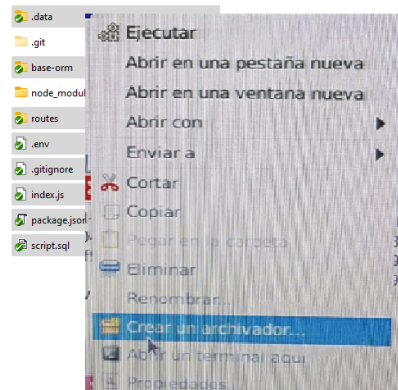 .data
.git
base-orm
node_modul
routes
.env
.gitignore
index.js
package.json
script.sql
Ejecutar
Abrir en una pestaña nueva
Abrir en una ventana nueva
Abrir con
Enviar a
Cortar
Copiar
Pegar en la carpeta
Eliminar
Renombrar...
Crear un archivador...
Abrir un terminal aquí
Propiedades...